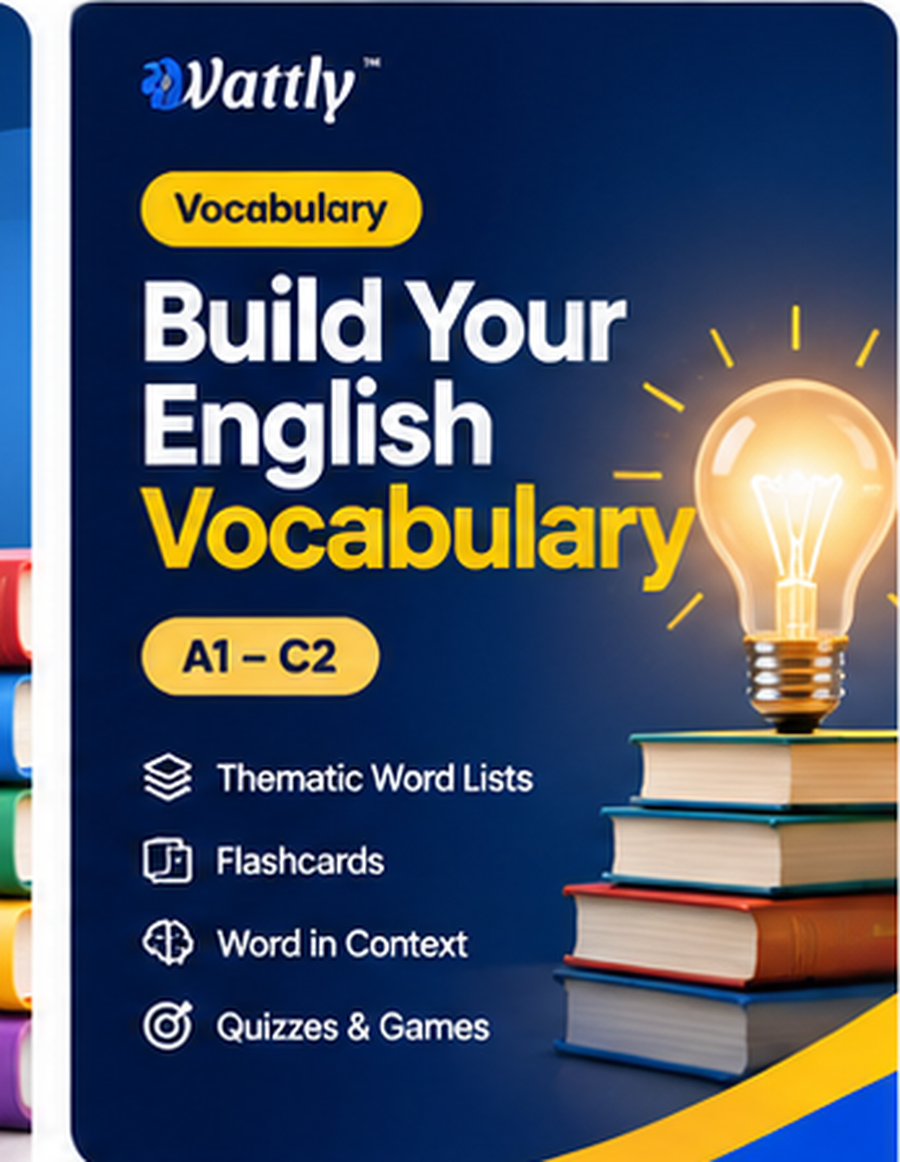 Vattly™
Vocabulary
Build Your
English
Vocabulary
A1 – C2
Thematic Word Lists
Flashcards
Word in Context
Quizzes & Games